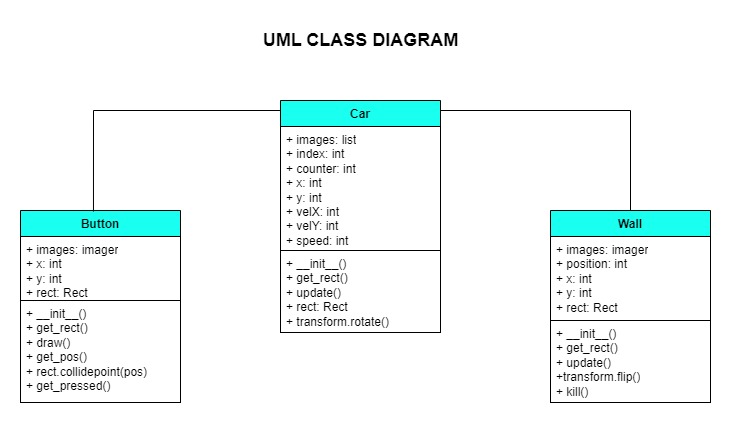 UML CLASS DIAGRAM
Car
+ images: list
+ index: int
+ counter: int
+ x: int
+ y: int
+ velX: int
+ velY: int
+ speed: int
+ __init__()
+ get_rect()
+ update()
+ rect: Rect
+ transform.rotate()
Button
+ images: imager
+ x: int
+ y: int
+ rect: Rect
+ __init__()
+ get_rect()
+ draw()
+ get_pos()
+ rect.collidepoint(pos)
+ get_pressed()
Wall
+ images: imager
+ position: int
+ x: int
+ y: int
+ rect: Rect
+ __init__()
+ get_rect()
+ update()
+transform.flip()
+ kill()